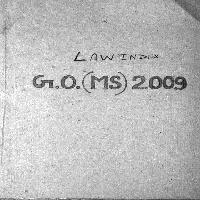 LAW INDEX
G.O.(MS) 2009